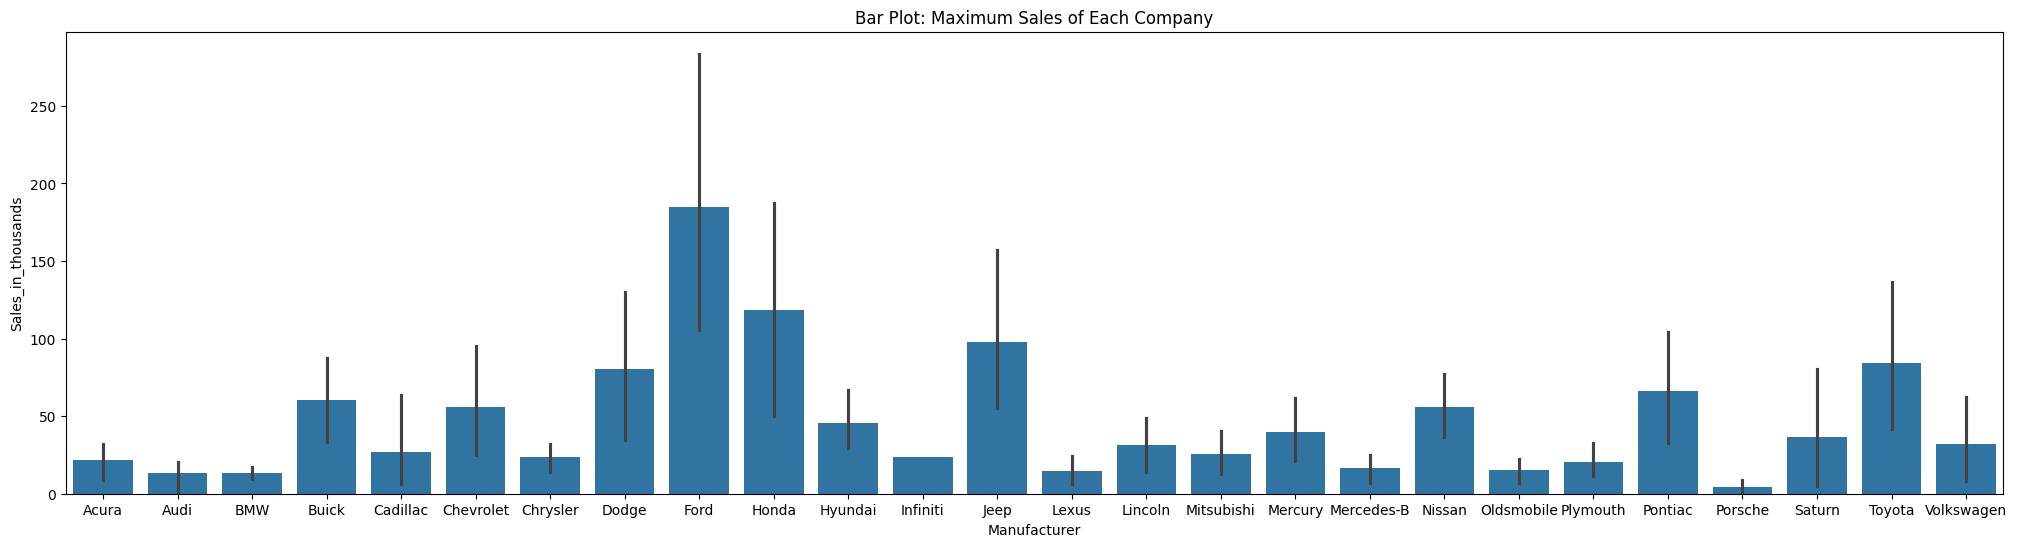 Bar Plot: Maximum Sales of Each Company
Sales_in_thousands
250
200
150
100
50
0
Acura Audi BMW Buick Cadillac Chevrolet Chrysler Dodge Ford Honda Hyundai Infiniti Jeep Lexus Lincoln Mitsubishi Mercury Mercedes-B Nissan Oldsmobile Plymouth Pontiac Porsche Saturn Toyota Volkswagen
Manufacturer